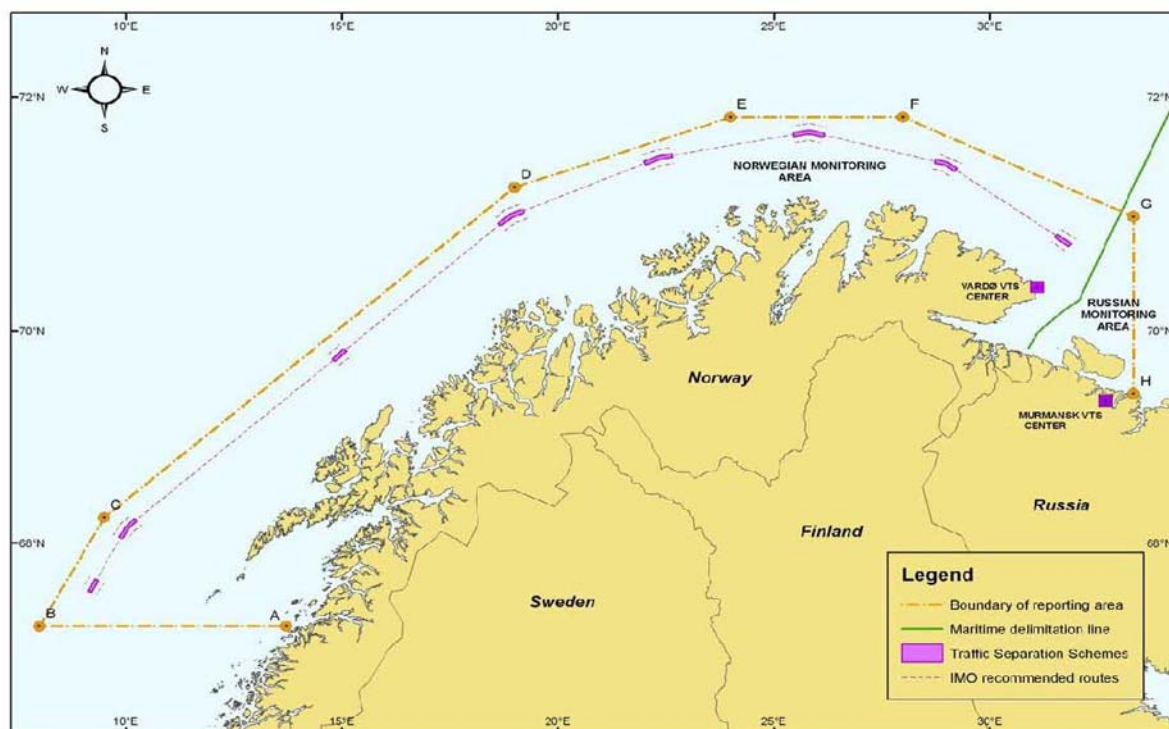 10°E 15°E 20°E 25°E 30°E
N
W E
S
72°N 72°N
E F
D
NORWEGIAN MONITORING
AREA
G
VARDØ VTS
CENTER
RUSSIAN
MONITORING
AREA
70°N 70°N
Norway
H
MURMANSK VTS
CENTER
C
Russia
Finland
68°N 68°N
Legend
Boundary of reporting area
Maritime delimitation line
Traffic Separation Schemes
IMO recommended routes
Sweden
B A
10°E 15°E 20°E 25°E 30°E